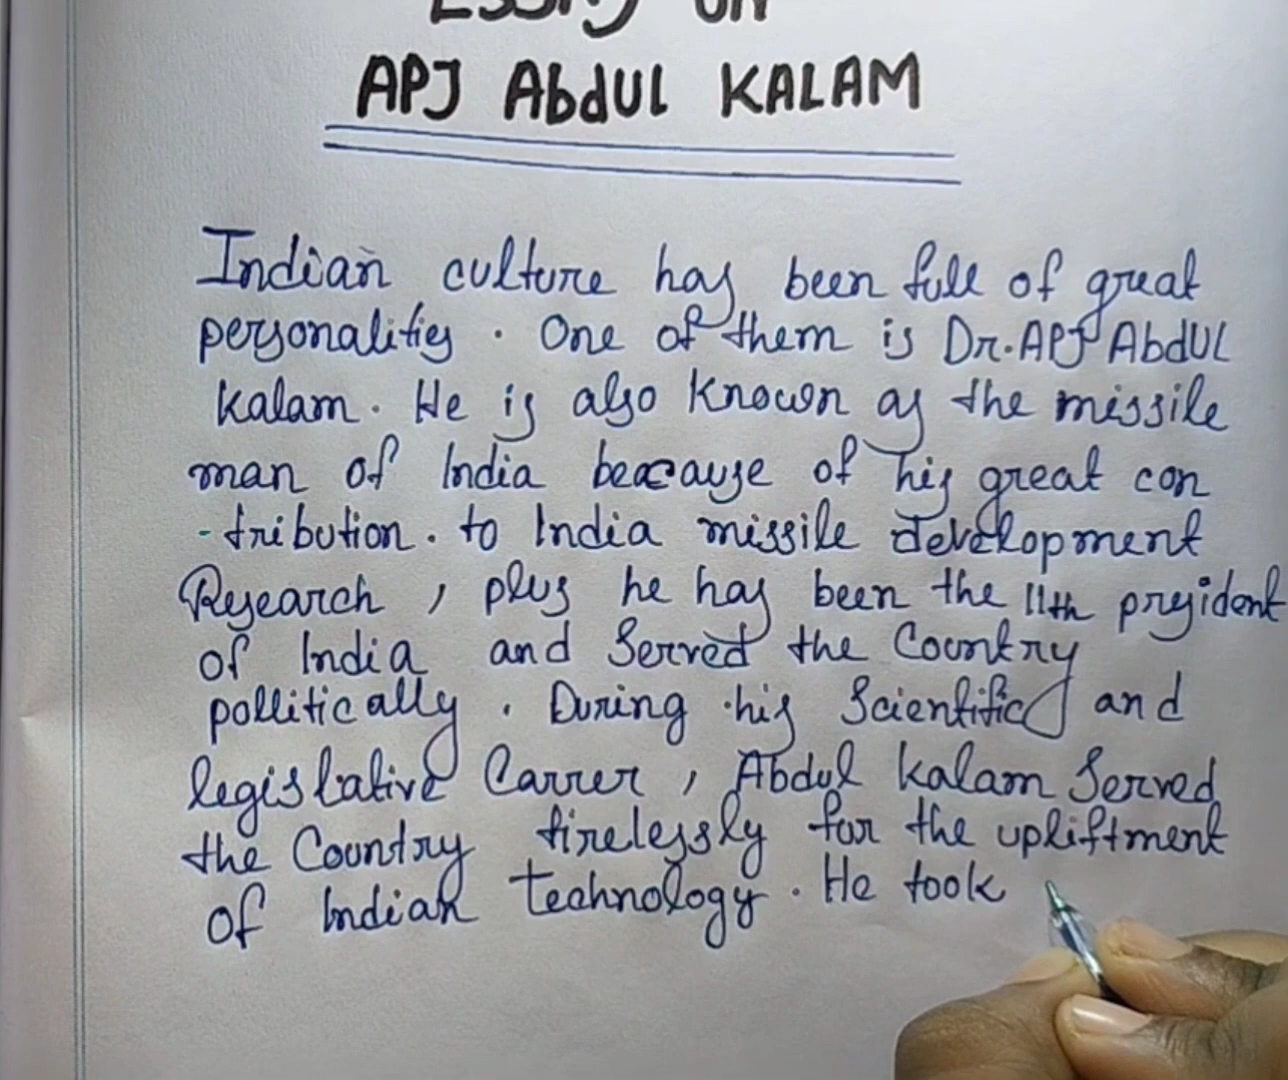 ESSAY ON
APJ AbdUL KALAM
Indian culture has been full of great
personalities . One of them is Dr. APJ AbdUL
Kalam. He is also known as the missile
man of India because of his great con
-tribution. to India missile development
Research , plus he has been the 11th president
of India and Served the Country
pollitically . During his Scientific and
legislative Carrer , Abdul Kalam Served
the Country tirelessly for the upliftment
of Indian technology. He took